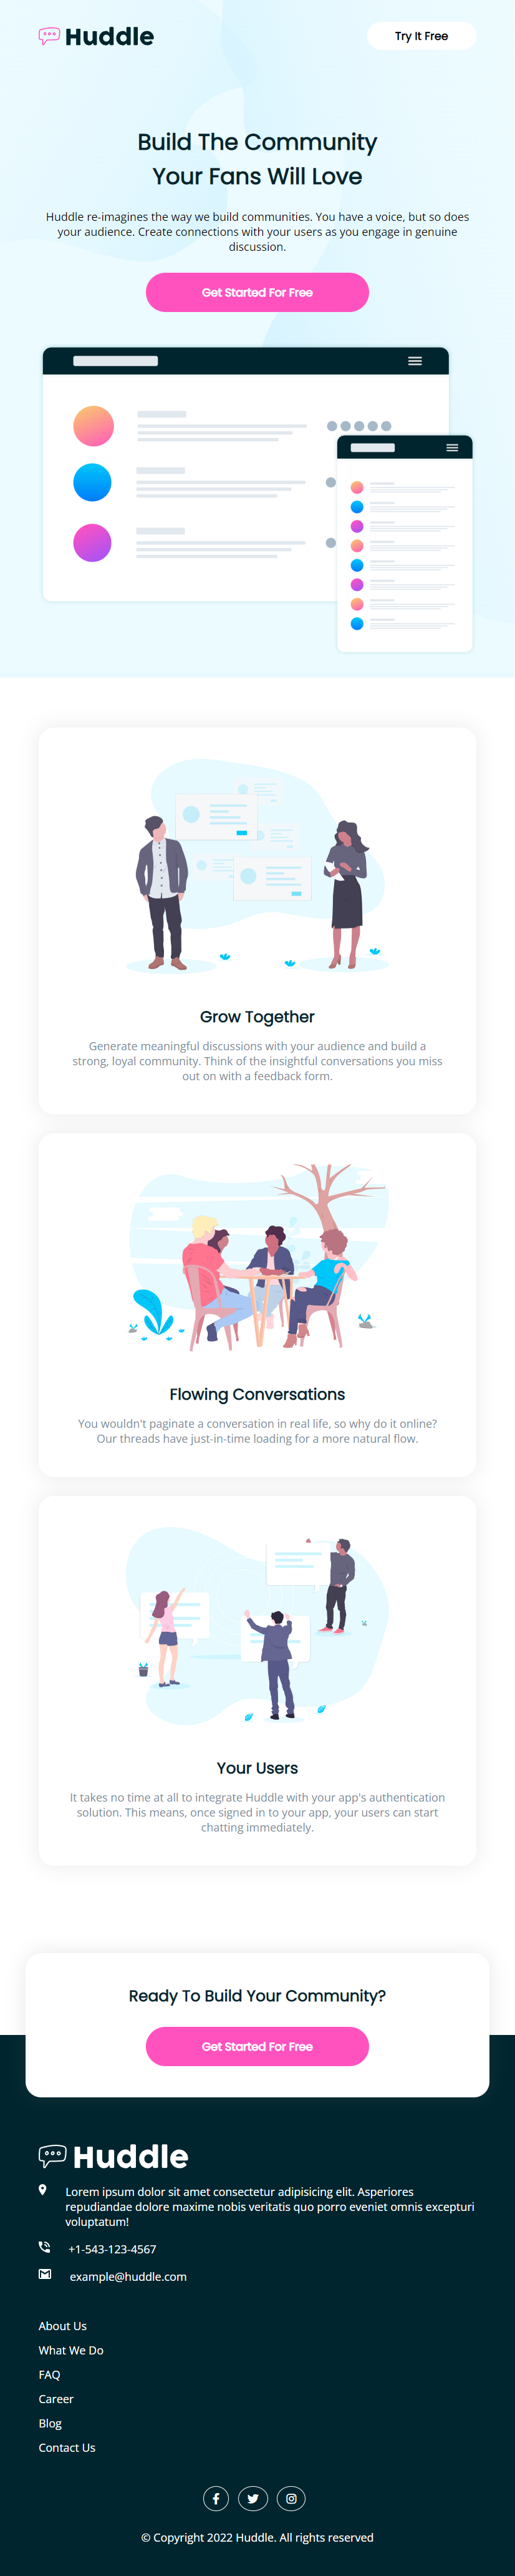 Huddle
Try It Free
Build The Community
Your Fans Will Love
Huddle re-imagines the way we build communities. You have a voice, but so does
your audience. Create connections with your users as you engage in genuine
discussion.
Get Started For Free
Grow Together
Generate meaningful discussions with your audience and build a
strong, loyal community. Think of the insightful conversations you miss
out on with a feedback form.
Flowing Conversations
You wouldn't paginate a conversation in real life, so why do it online?
Our threads have just-in-time loading for a more natural flow.
Your Users
It takes no time at all to integrate Huddle with your app's authentication
solution. This means, once signed in to your app, your users can start
chatting immediately.
Ready To Build Your Community?
Get Started For Free
Huddle
Lorem ipsum dolor sit amet consectetur adipisicing elit. Asperiores
repudiandae dolore maxime nobis veritatis quo porro eveniet omnis excepturi
voluptatum!
+1-543-123-4567
example@huddle.com
About Us
What We Do
FAQ
Career
Blog
Contact Us
© Copyright 2022 Huddle. All rights reserved